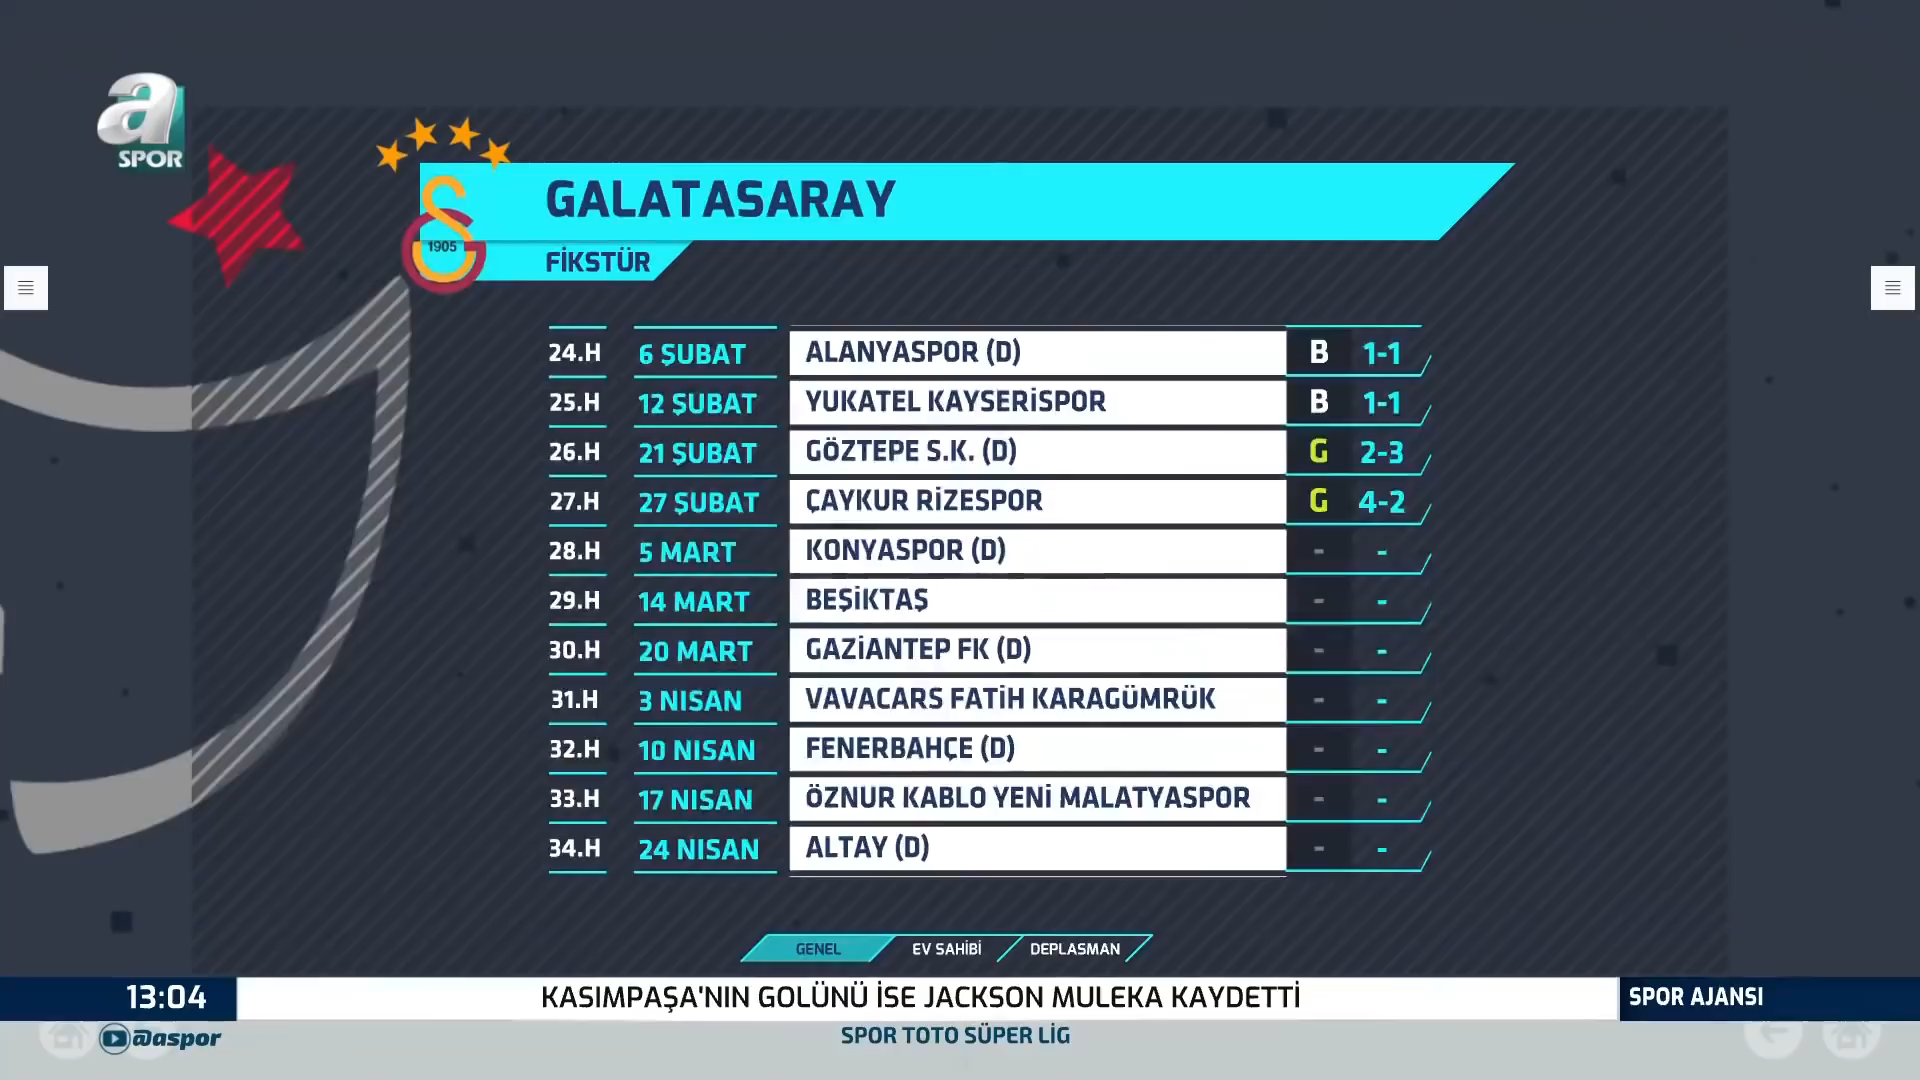 a
SPOR
GALATASARAY
1905
FİKSTÜR
24.H 6 ŞUBAT ALANYASPOR (D) B 1-1
25.H 12 ŞUBAT YUKATEL KAYSERİSPOR B 1-1
26.H 21 ŞUBAT GÖZTEPE S.K. (D) G 2-3
27.H 27 ŞUBAT ÇAYKUR RİZESPOR G 4-2
28.H 5 MART KONYASPOR (D) - -
29.H 14 MART BEŞİKTAŞ - -
30.H 20 MART GAZİANTEP FK (D) - -
31.H 3 NISAN VAVACARS FATİH KARAGÜMRÜK - -
32.H 10 NISAN FENERBAHÇE (D) - -
33.H 17 NISAN ÖZNUR KABLO YENİ MALATYASPOR - -
34.H 24 NISAN ALTAY (D) - -
GENEL EV SAHİBİ DEPLASMAN
13:04 KASIMPAŞA'NIN GOLÜNÜ İSE JACKSON MULEKA KAYDETTİ SPOR AJANSI
@aspor SPOR TOTO SÜPER LİG